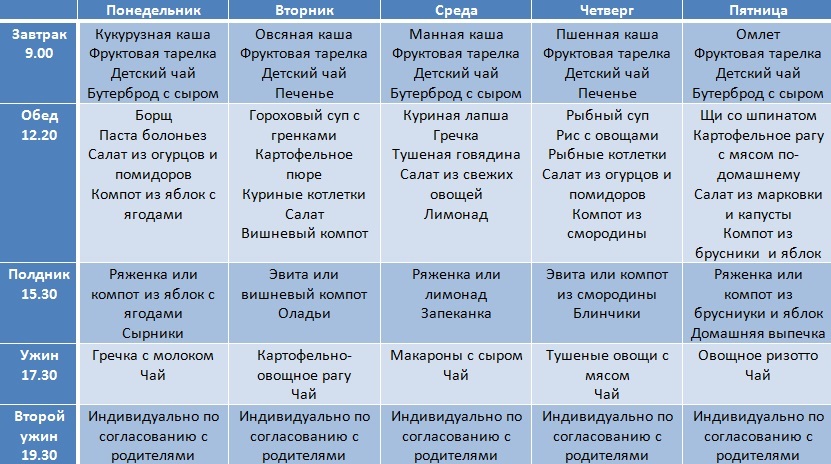 Понедельник
Вторник
Среда
Четверг
Пятница
Завтрак
9.00
Кукурузная каша
Фруктовая тарелка
Детский чай
Бутерброд с сыром
Овсяная каша
Фруктовая тарелка
Детский чай
Печенье
Манная каша
Фруктовая тарелка
Детский чай
Бутерброд с сыром
Пшенная каша
Фруктовая тарелка
Детский чай
Печенье
Омлет
Фруктовая тарелка
Детский чай
Бутерброд с сыром
Обед
12.20
Борщ
Паста болоньез
Салат из огурцов и
помидоров
Компот из яблок с
ягодами
Гороховый суп с
гренками
Картофельное
пюре
Куриные котлетки
Салат
Вишневый компот
Куриная лапша
Гречка
Тушеная говядина
Салат из свежих
овощей
Лимонад
Рыбный суп
Рис с овощами
Рыбные котлетки
Салат из огурцов и
помидоров
Компот из
смородины
Щи со шпинатом
Картофельное рагу
с мясом по-
домашнему
Салат из марковки
и капусты
Компот из
брусники и яблок
Полдник
15.30
Ряженка или
компот из яблок с
ягодами
Сырники
Эвита или
вишневый компот
Оладьи
Ряженка или
лимонад
Запеканка
Эвита или компот
из смородины
Блинчики
Ряженка или
компот из
брусниуки и яблок
Домашняя выпечка
Ужин
17.30
Гречка с молоком
Чай
Картофельно-
овощное рагу
Чай
Макароны с сыром
Чай
Тушеные овощи с
мясом
Чай
Овощное ризотто
Чай
Второй
ужин
19.30
Индивидуально по
согласованию с
родителями
Индивидуально по
согласованию с
родителями
Индивидуально по
согласованию с
родителями
Индивидуально по
согласованию с
родителями
Индивидуально по
согласованию с
родителями